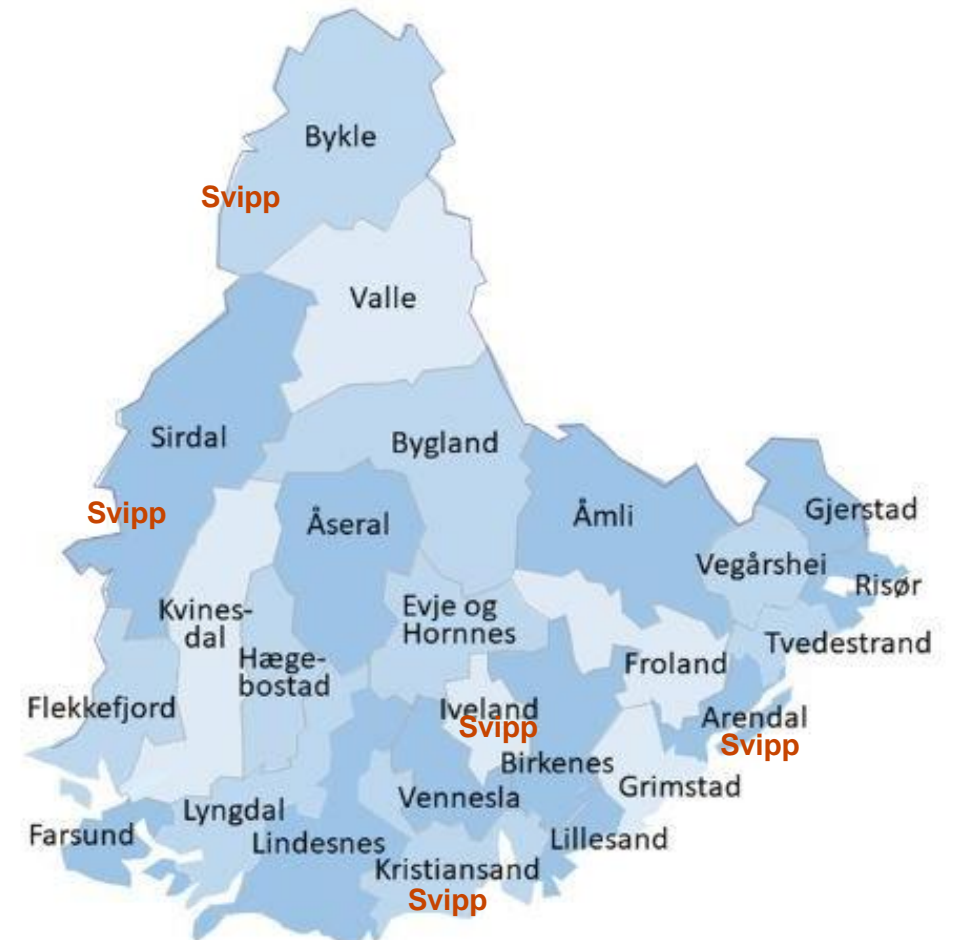 Bykle
Svipp
Valle
Sirdal
Bygland
Svipp
Åseral
Åmli
Gjerstad
Vegårshei
Risør
Kvines-
dal
Evje og
Hornnes
Hæge-
bostad
Froland
Tvedestrand
Flekkefjord
Iveland
Svipp
Arendal
Svipp
Birkenes
Grimstad
Vennesla
Lyngdal
Farsund
Lindesnes
Lillesand
Kristiansand
Svipp